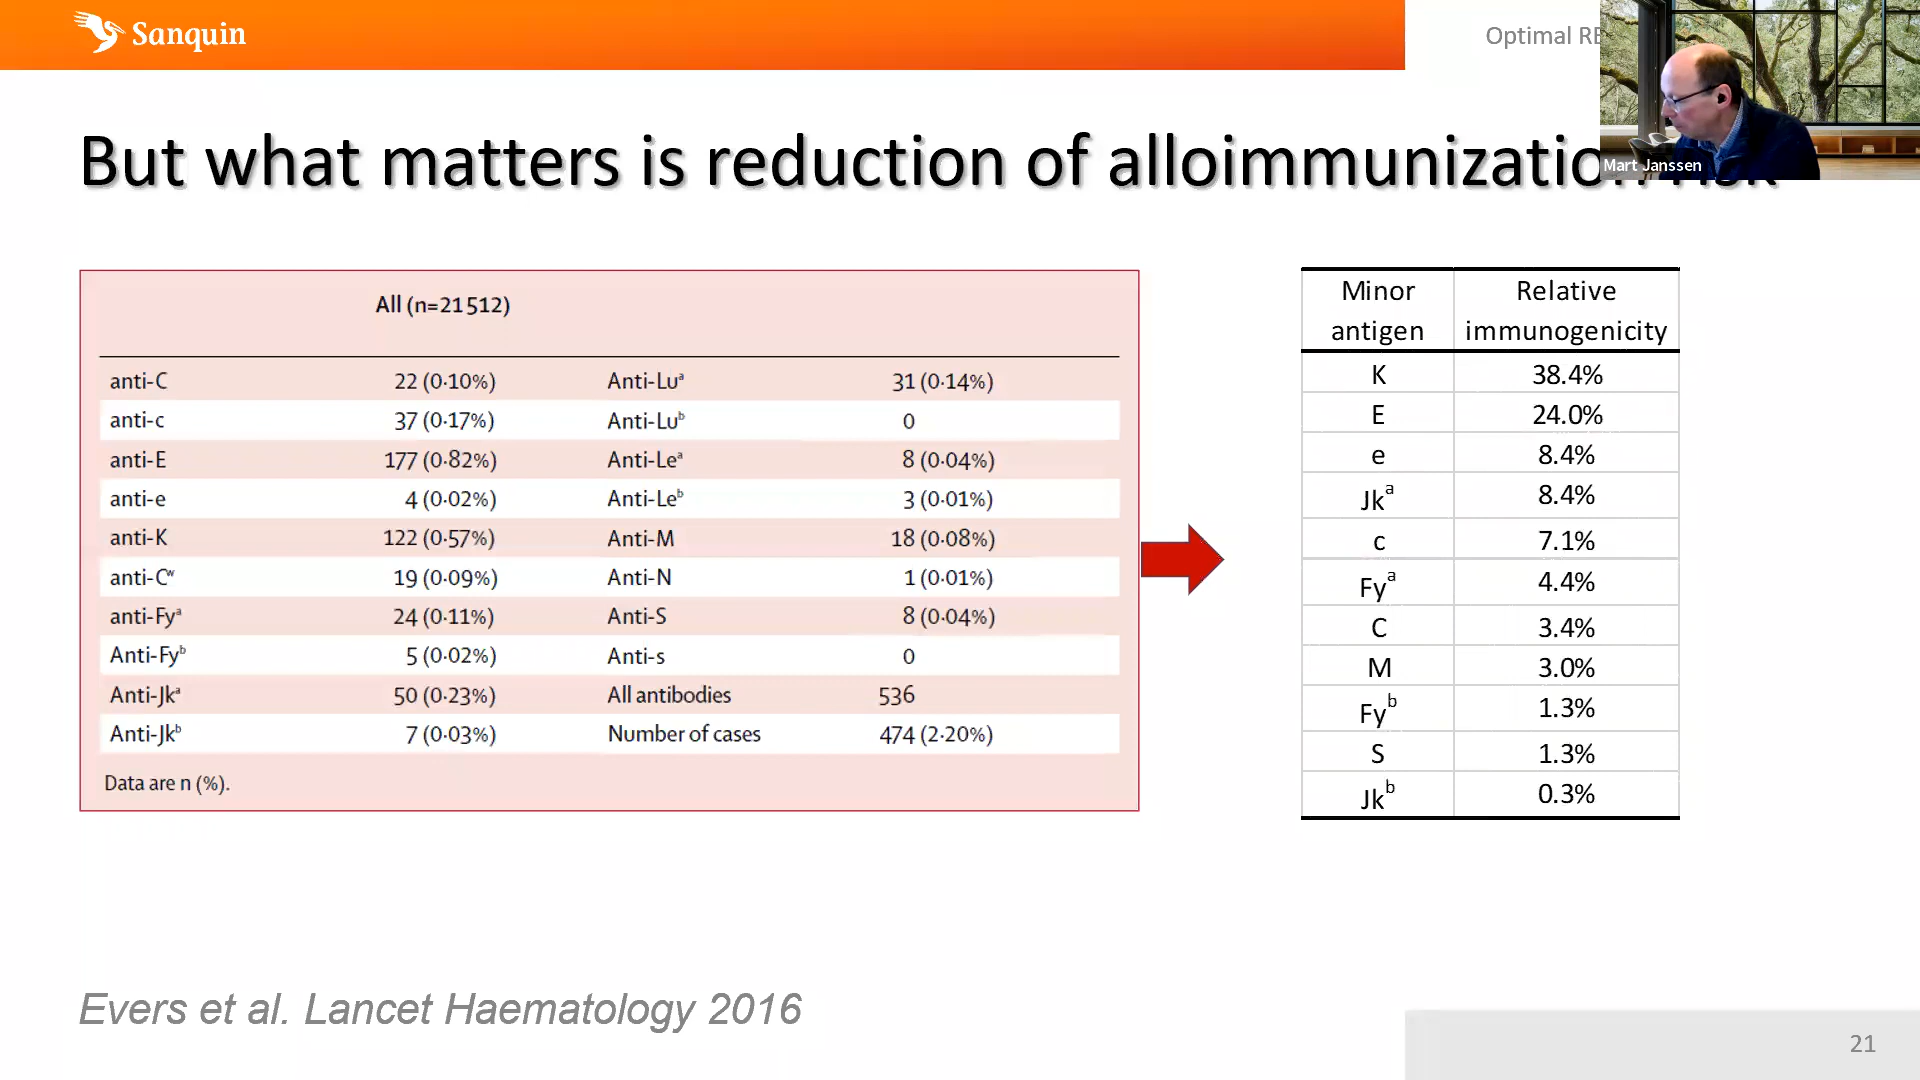 Sanquin
Optimal
Mart Janssen
But what matters is reduction of alloimmunization risk
All (n=21 512)
anti-C 22 (0·10%) Anti-Luᵃ 31 (0·14%)
anti-c 37 (0·17%) Anti-Luᵇ 0
anti-E 177 (0·82%) Anti-Leᵃ 8 (0·04%)
anti-e 4 (0·02%) Anti-Leᵇ 3 (0·01%)
anti-K 122 (0·57%) Anti-M 18 (0·08%)
anti-Cʷ 19 (0·09%) Anti-N 1 (0·01%)
anti-Fyᵃ 24 (0·11%) Anti-S 8 (0·04%)
Anti-Fyᵇ 5 (0·02%) Anti-s 0
Anti-Jkᵃ 50 (0·23%) All antibodies 536
Anti-Jkᵇ 7 (0·03%) Number of cases 474 (2·20%)
Data are n (%).
Minor antigen Relative immunogenicity
K 38.4%
E 24.0%
e 8.4%
Jkᵃ 8.4%
c 7.1%
Fyᵃ 4.4%
C 3.4%
M 3.0%
Fyᵇ 1.3%
S 1.3%
Jkᵇ 0.3%
Evers et al. Lancet Haematology 2016
21